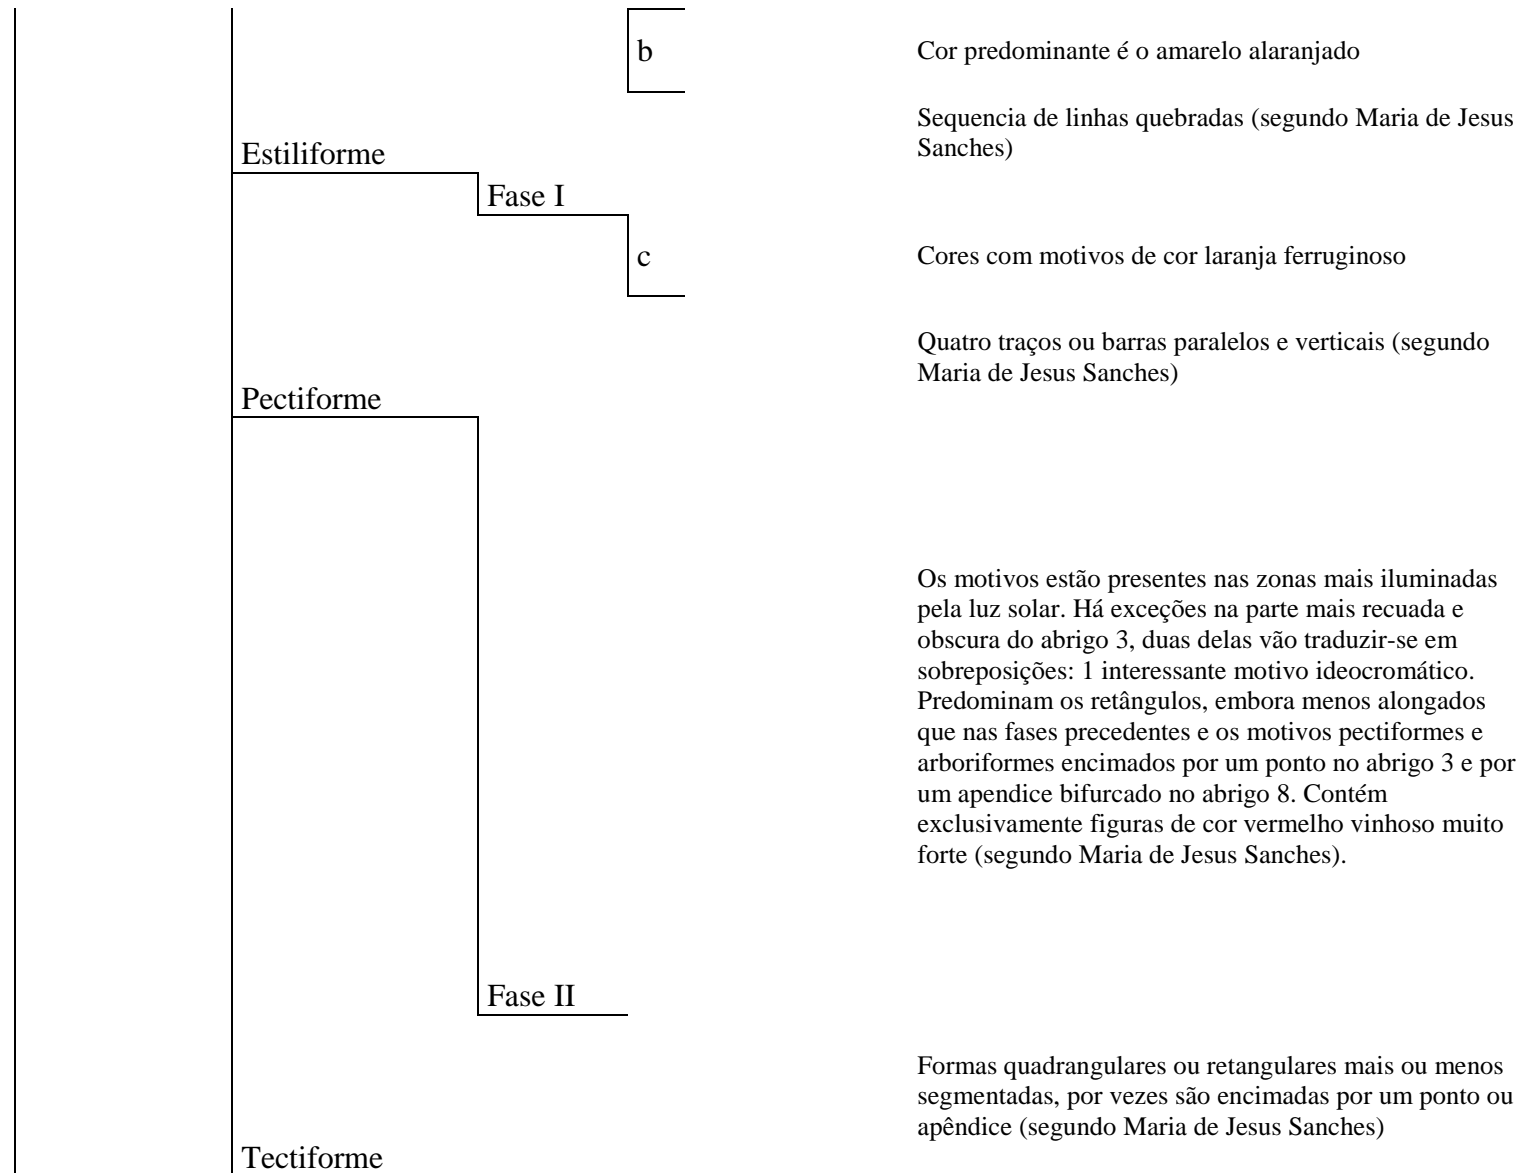 b
Cor predominante é o amarelo alaranjado
Sequencia de linhas quebradas (segundo Maria de Jesus
Sanches)
Estiliforme
Fase I
c
Cores com motivos de cor laranja ferruginoso
Quatro traços ou barras paralelos e verticais (segundo
Maria de Jesus Sanches)
Pectiforme
Os motivos estão presentes nas zonas mais iluminadas
pela luz solar. Há exceções na parte mais recuada e
obscura do abrigo 3, duas delas vão traduzir-se em
sobreposições: 1 interessante motivo ideocromático.
Predominam os retângulos, embora menos alongados
que nas fases precedentes e os motivos pectiformes e
arboriformes encimados por um ponto no abrigo 3 e por
um apendice bifurcado no abrigo 8. Contém
exclusivamente figuras de cor vermelho vinhoso muito
forte (segundo Maria de Jesus Sanches).
Fase II
Formas quadrangulares ou retangulares mais ou menos
segmentadas, por vezes são encimadas por um ponto ou
apêndice (segundo Maria de Jesus Sanches)
Tectiforme